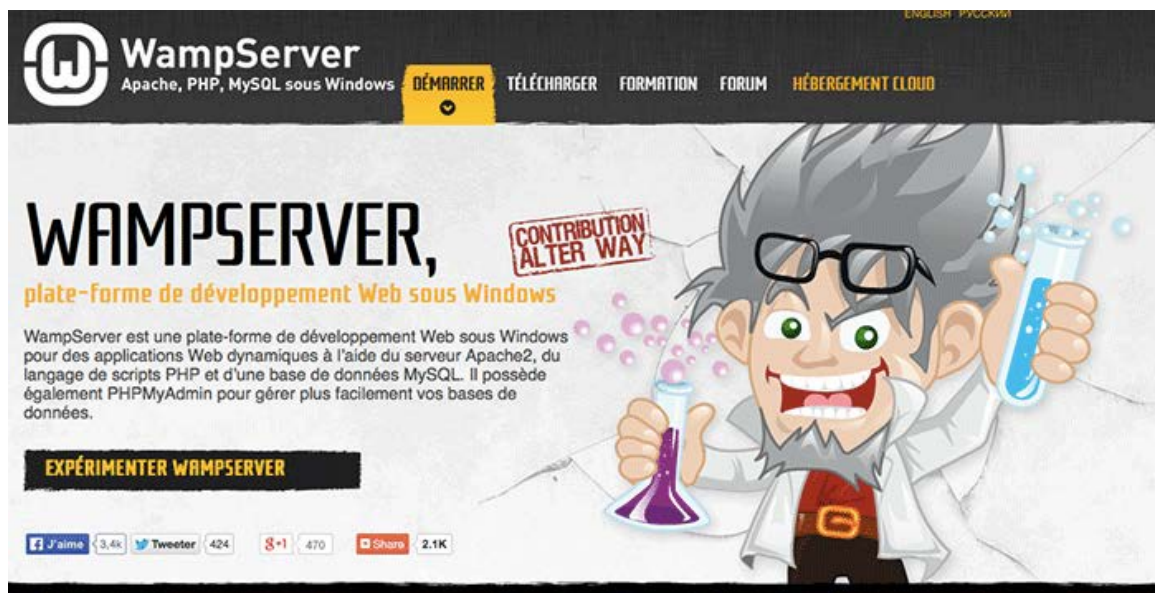 ENGLISH РУССКИЙ
WampServer
Apache, PHP, MySQL sous Windows
DÉMARRER TÉLÉCHARGER FORMATION FORUM HÉBERGEMENT CLOUD
WAMPSERVER,
CONTRIBUTION
ALTER WAY
plate-forme de développement Web sous Windows
WampServer est une plate-forme de développement Web sous Windows
pour des applications Web dynamiques à l'aide du serveur Apache2, du
langage de scripts PHP et d'une base de données MySQL. Il possède
également PHPMyAdmin pour gérer plus facilement vos bases de
données.
EXPÉRIMENTER WAMPSERVER
J'aime 3,4k Tweeter 424 g+1 470 Share 2.1K